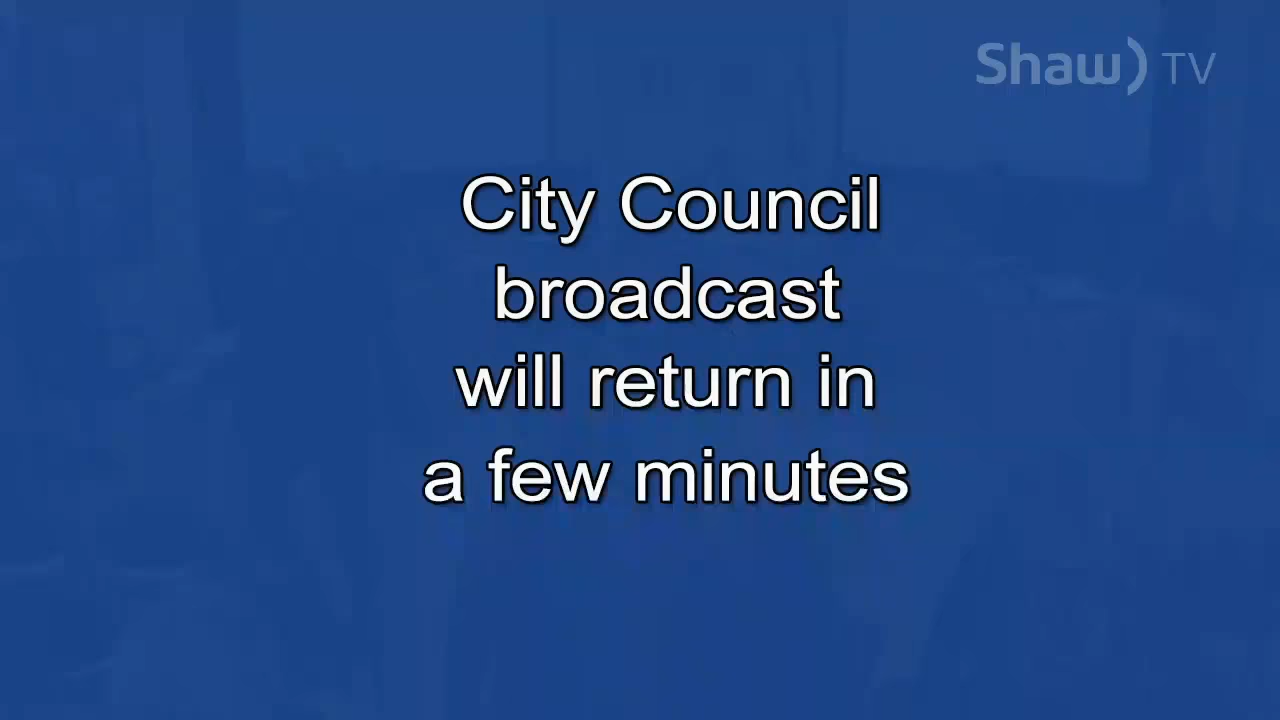 Shaw) TV
City Council
broadcast
will return in
a few minutes